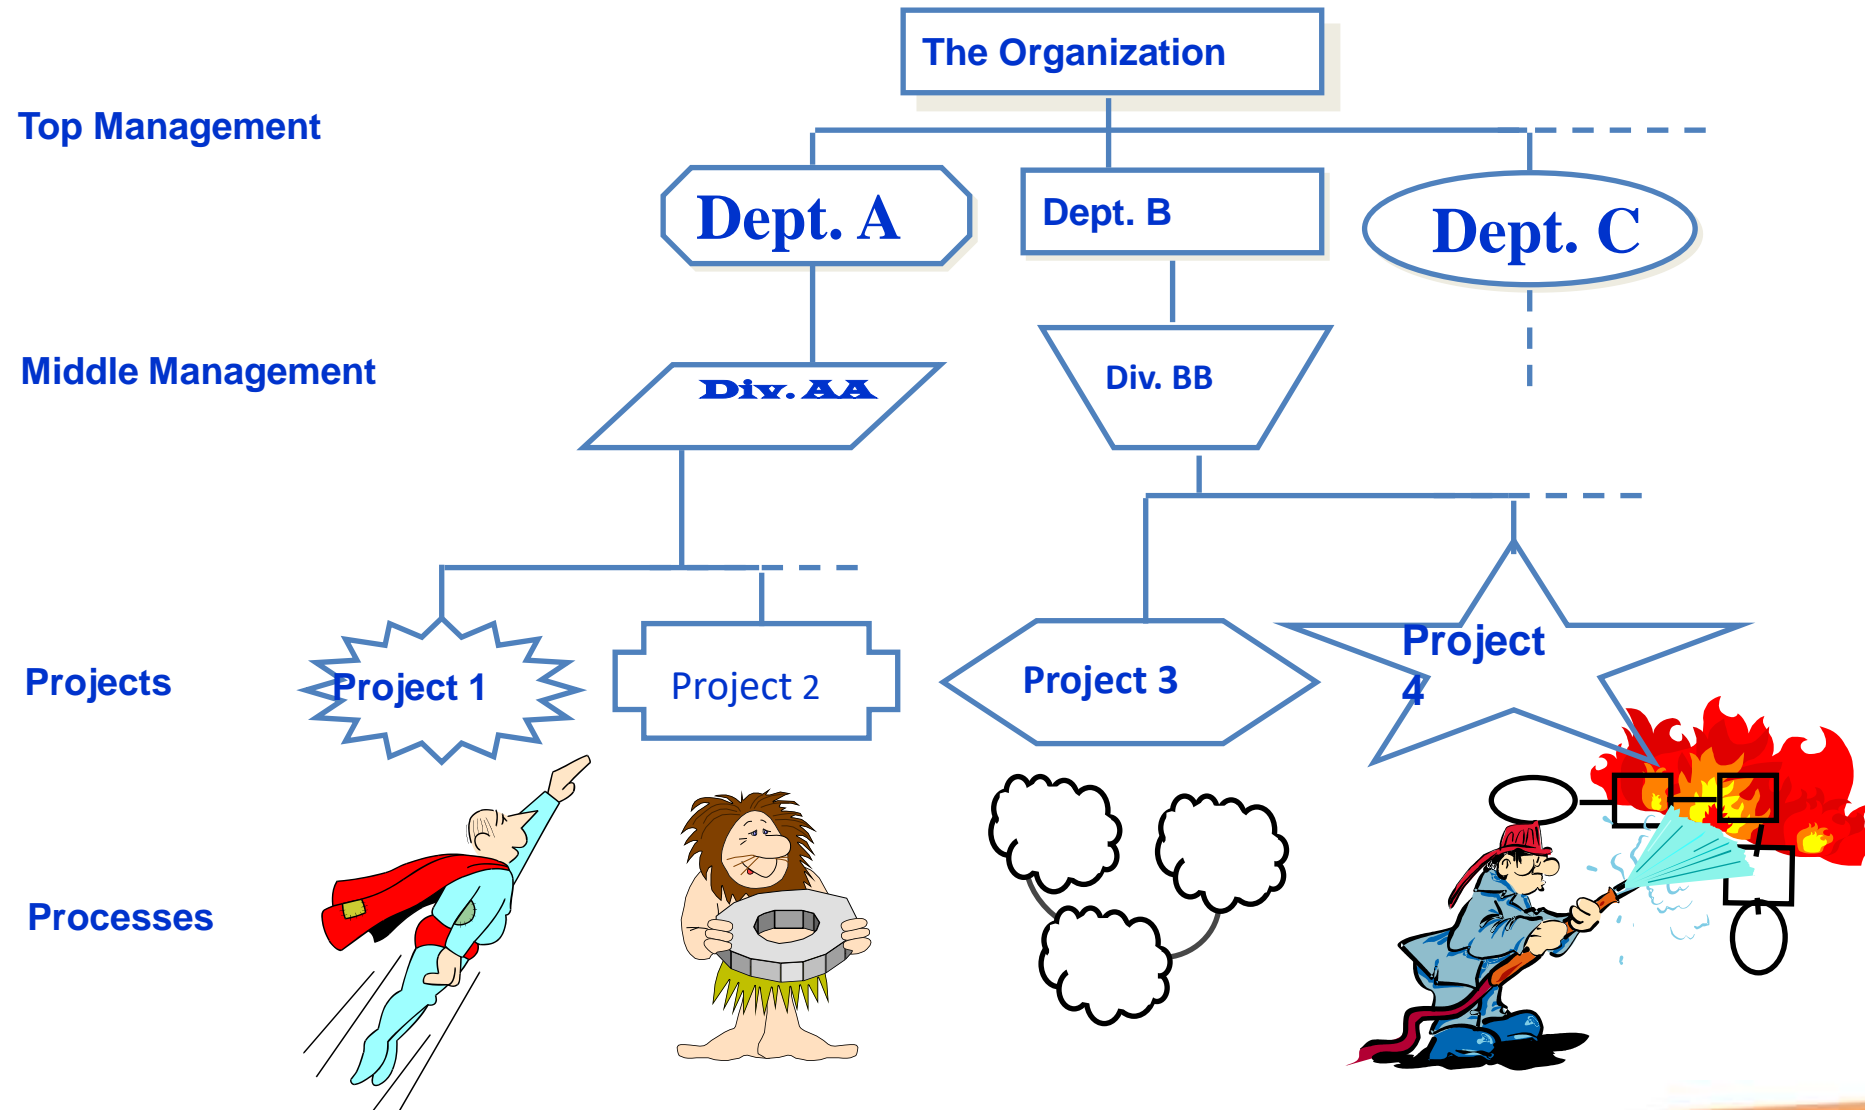 The Organization
Top Management
Dept. A
Dept. B
Dept. C
Middle Management
Div. AA
Div. BB
Projects
Project 1
Project 2
Project 3
Project
4
Processes